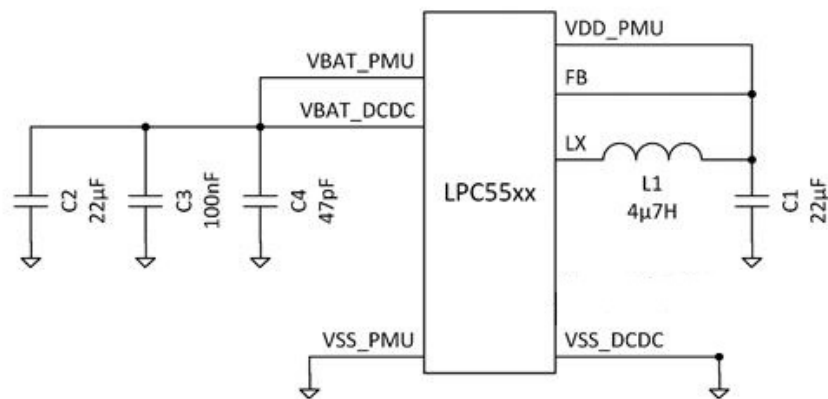 VDD_PMU
VBAT_PMU
FB
VBAT_DCDC
LX
LPC55xx
C2
22µF
C3
100nF
C4
47pF
L1
4µ7H
C1
22µF
VSS_PMU
VSS_DCDC